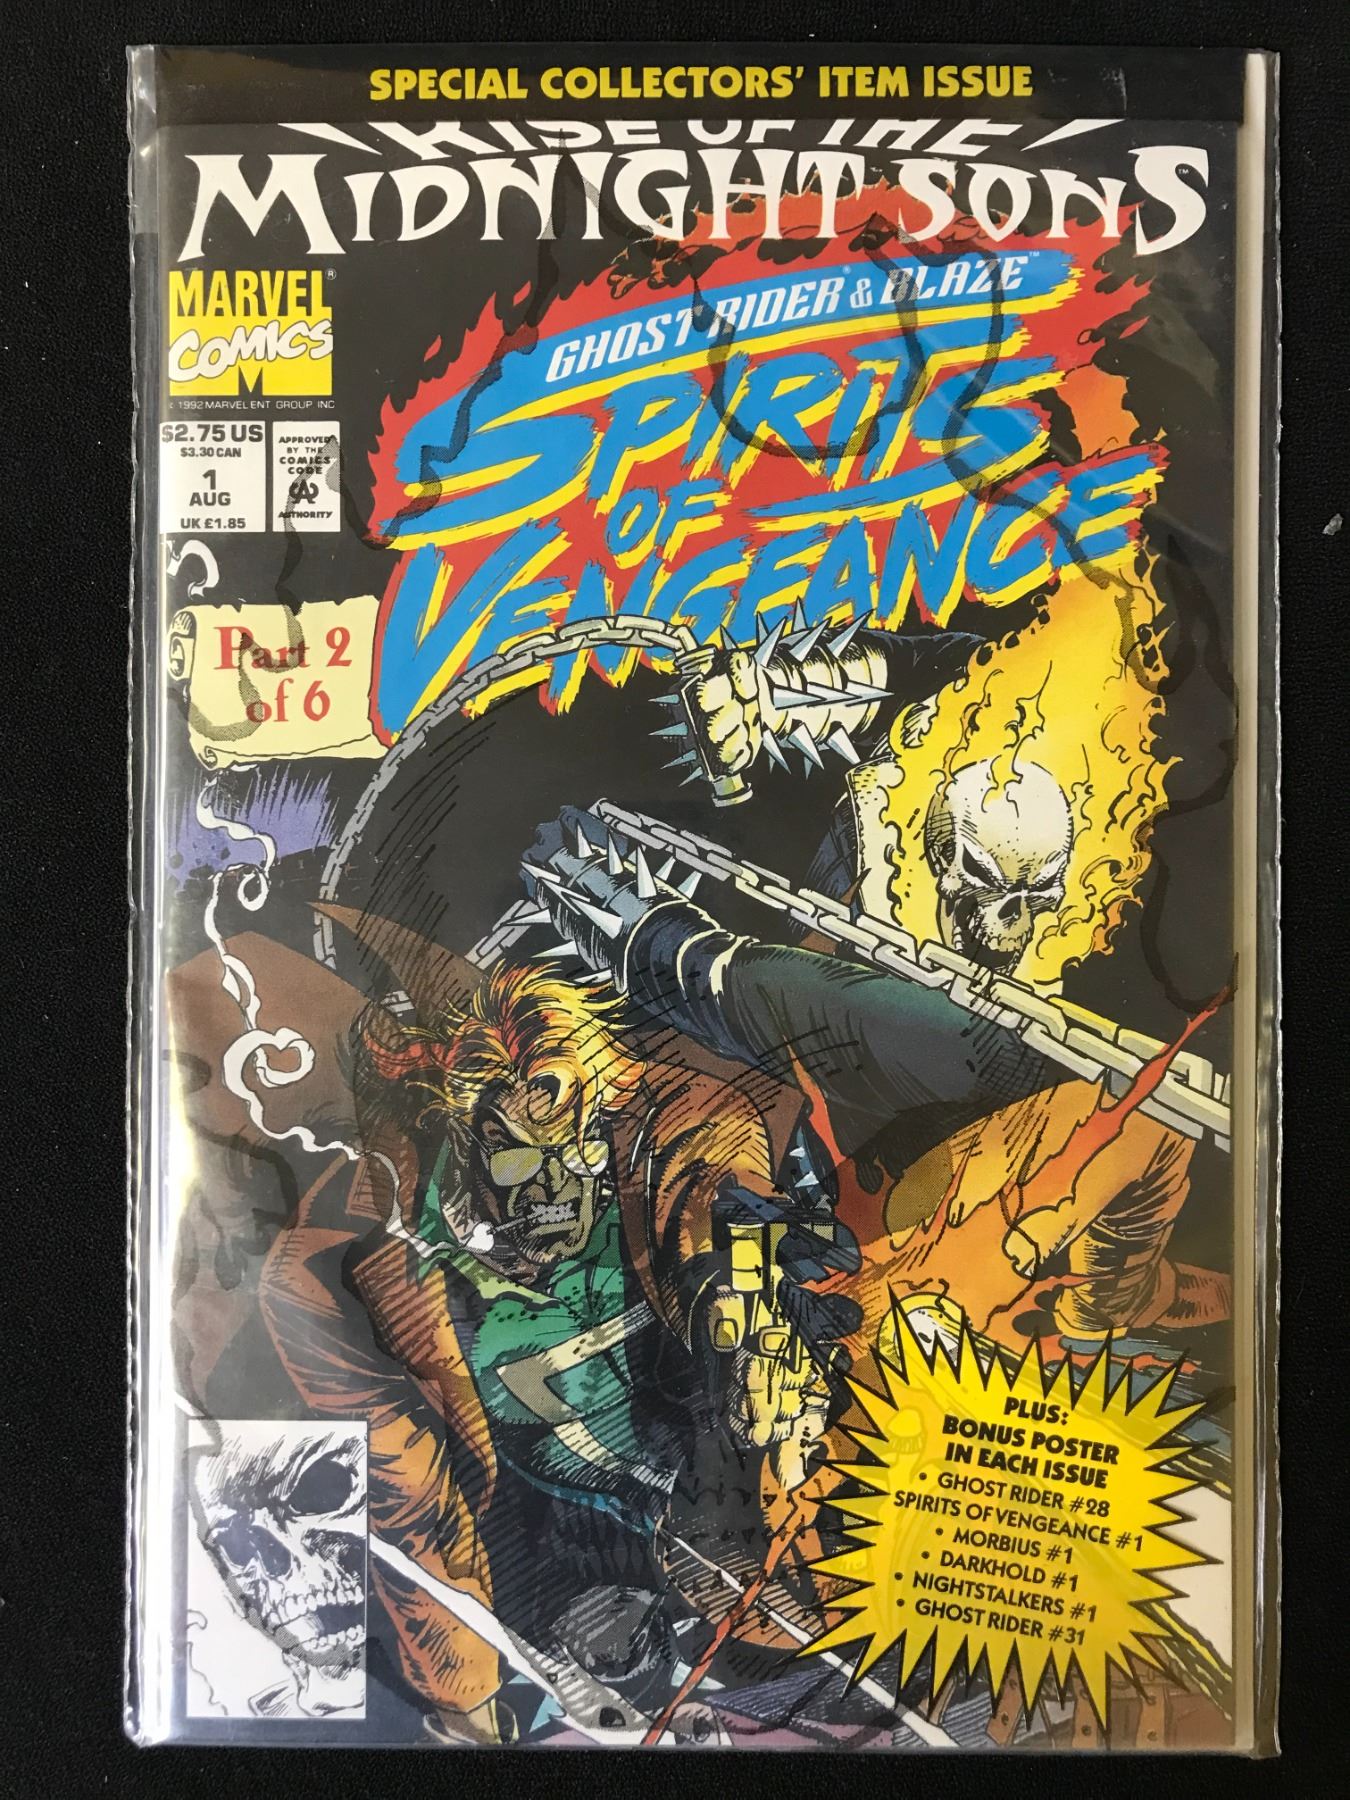 SPECIAL COLLECTORS' ITEM ISSUE
RISE OF THE
MIDNIGHT SONS™
MARVEL®
COMICS
M
© 1992 MARVEL ENT GROUP INC
$2.75 US
$3.30 CAN
1
AUG
UK £1.85
APPROVED
BY THE
COMICS
CODE
CA
AUTHORITY
GHOST RIDER® & BLAZE™
SPIRITS
OF
VENGEANCE
Part 2
of 6
PLUS:
BONUS POSTER
IN EACH ISSUE
• GHOST RIDER #28
SPIRITS OF VENGEANCE #1
• MORBIUS #1
• DARKHOLD #1
• NIGHTSTALKERS #1
• GHOST RIDER #31